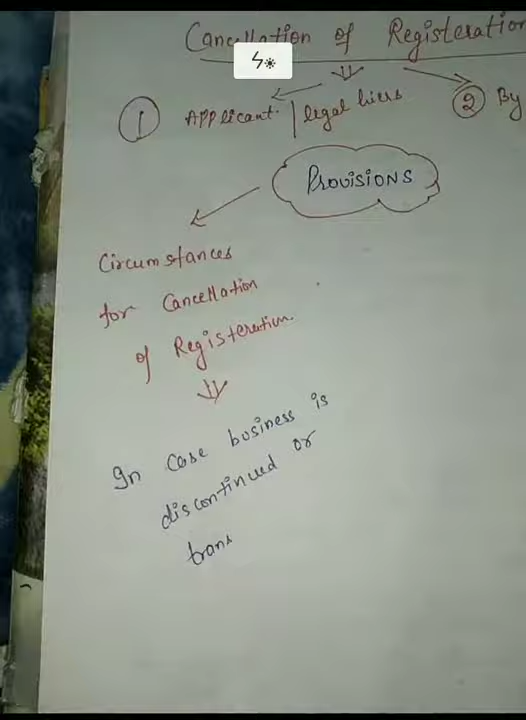 Cancellation of Registeration
① Applicant. | legal hiers
② By
PROVISIONS
Circumstances
for Cancellation
of Registeration.
In case business is
discontinued or
trans